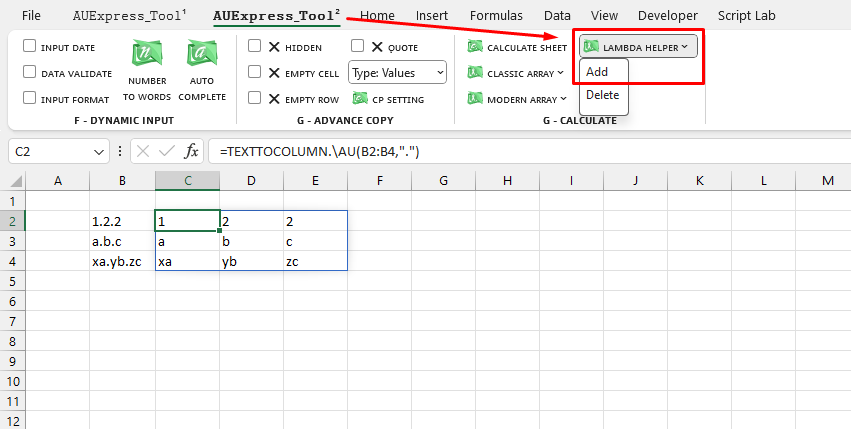 File AUExpress_Tool¹ AUExpress_Tool² Home Insert Formulas Data View Developer Script Lab
INPUT DATE
DATA VALIDATE
INPUT FORMAT
NUMBER
TO WORDS
AUTO
COMPLETE
F - DYNAMIC INPUT
HIDDEN QUOTE
EMPTY CELL Type: Values
EMPTY ROW CP SETTING
G - ADVANCE COPY
CALCULATE SHEET LAMBDA HELPER
CLASSIC ARRAY Add
MODERN ARRAY Delete
G - CALCULATE
C2 fx =TEXTTOCOLUMN.\AU(B2:B4,".")
A B C D E F G H I J K L M
1
2 1.2.2 1 2 2
3 a.b.c a b c
4 xa.yb.zc xa yb zc
5
6
7
8
9
10
11
12